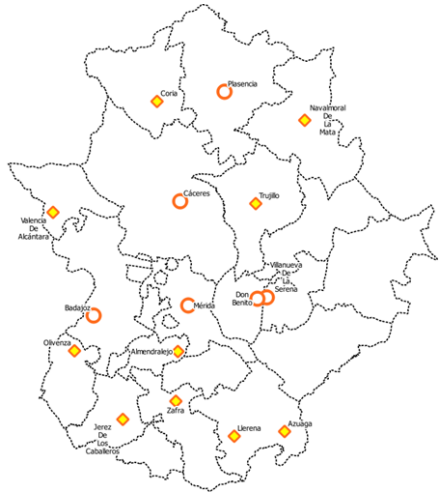 Plasencia
Coria
Navalmoral
De
La
Mata
Cáceres
Trujillo
Valencia
De
Alcántara
Villanueva
De
La
Serena
Don
Benito
Badajoz
Mérida
Olivenza
Almendralejo
Zafra
Jerez
De
Los
Caballeros
Llerena
Azuaga